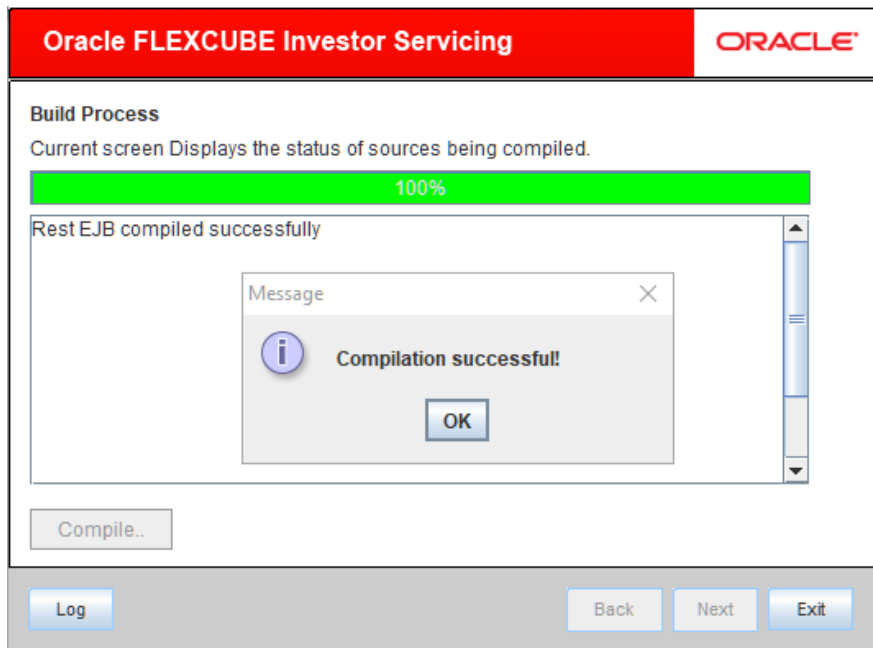 Oracle FLEXCUBE Investor Servicing
ORACLE
Build Process
Current screen Displays the status of sources being compiled.
100%
Rest EJB compiled successfully
Message
i
Compilation successful!
OK
Compile..
Log
Back
Next
Exit